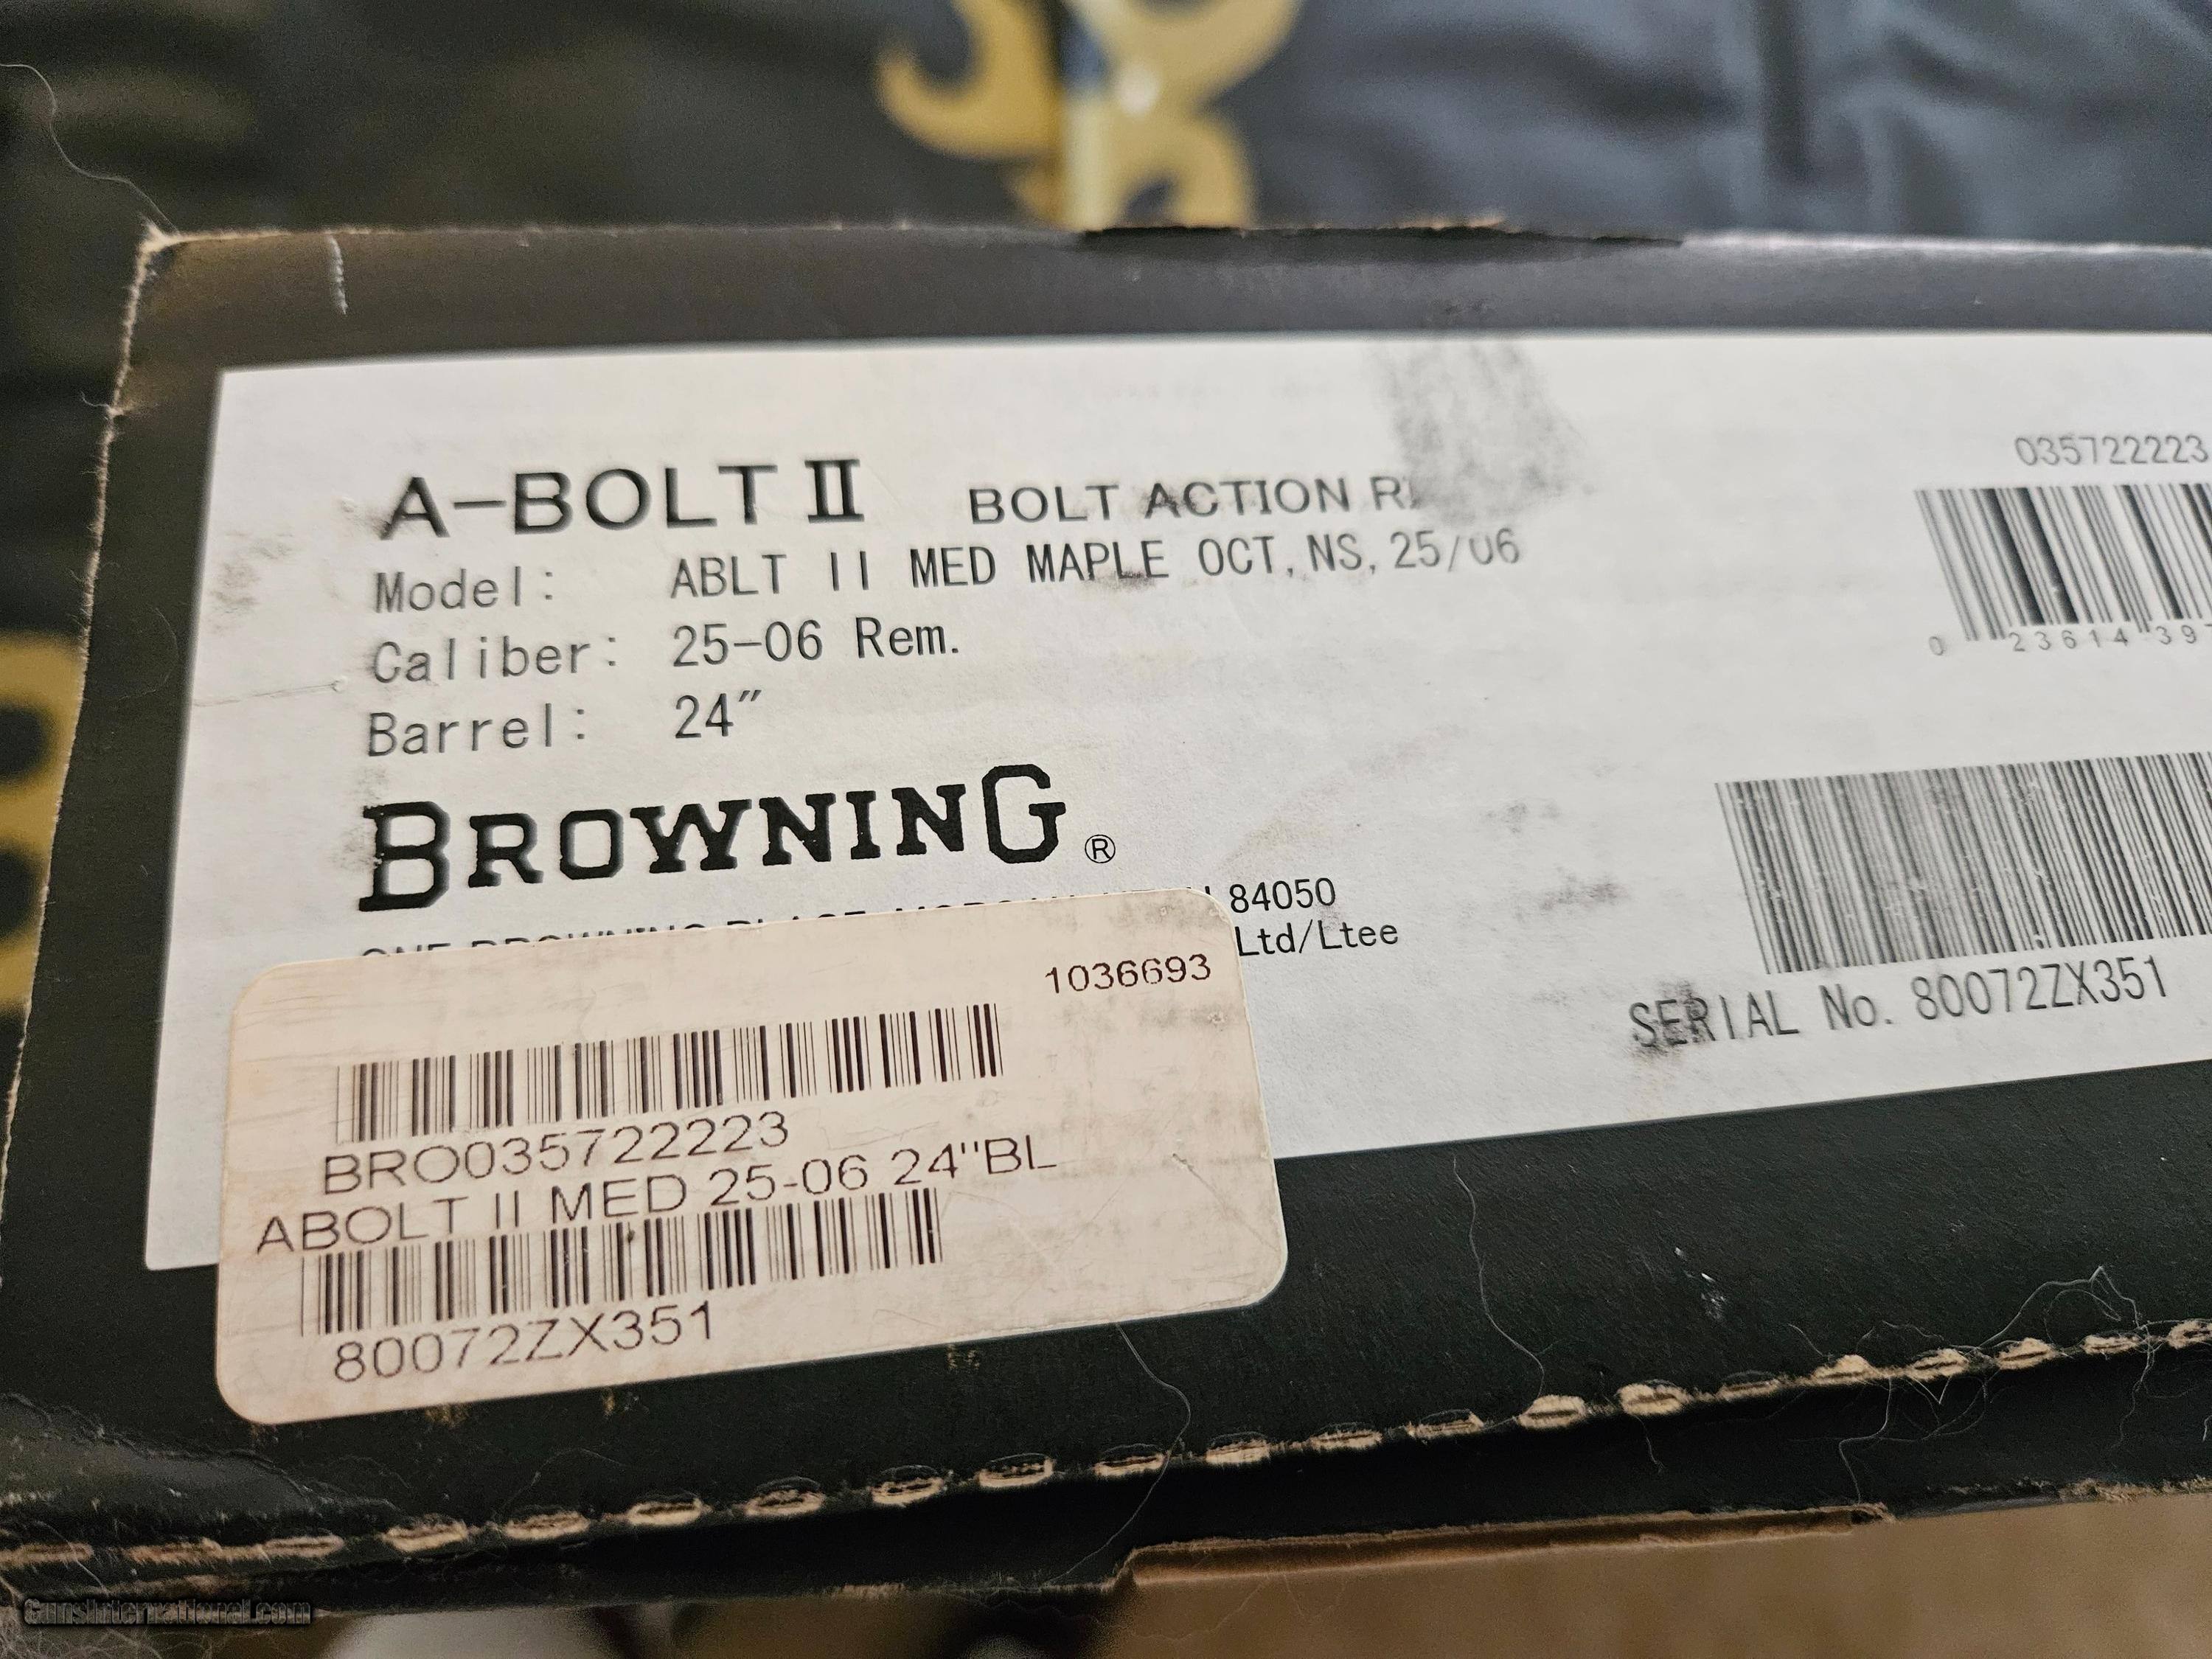 A-BOLT II BOLT ACTION
Model: ABLT II MED MAPLE OCT,NS,25/06
Caliber: 25-06 Rem.
Barrel: 24"
BROWNING®
84050
Ltd/Ltee
035722223
0 23614 39
SERIAL No. 80072ZX351
1036693
BRO035722223
ABOLT II MED 25-06 24"BL
80072ZX351
GunsInternational.com